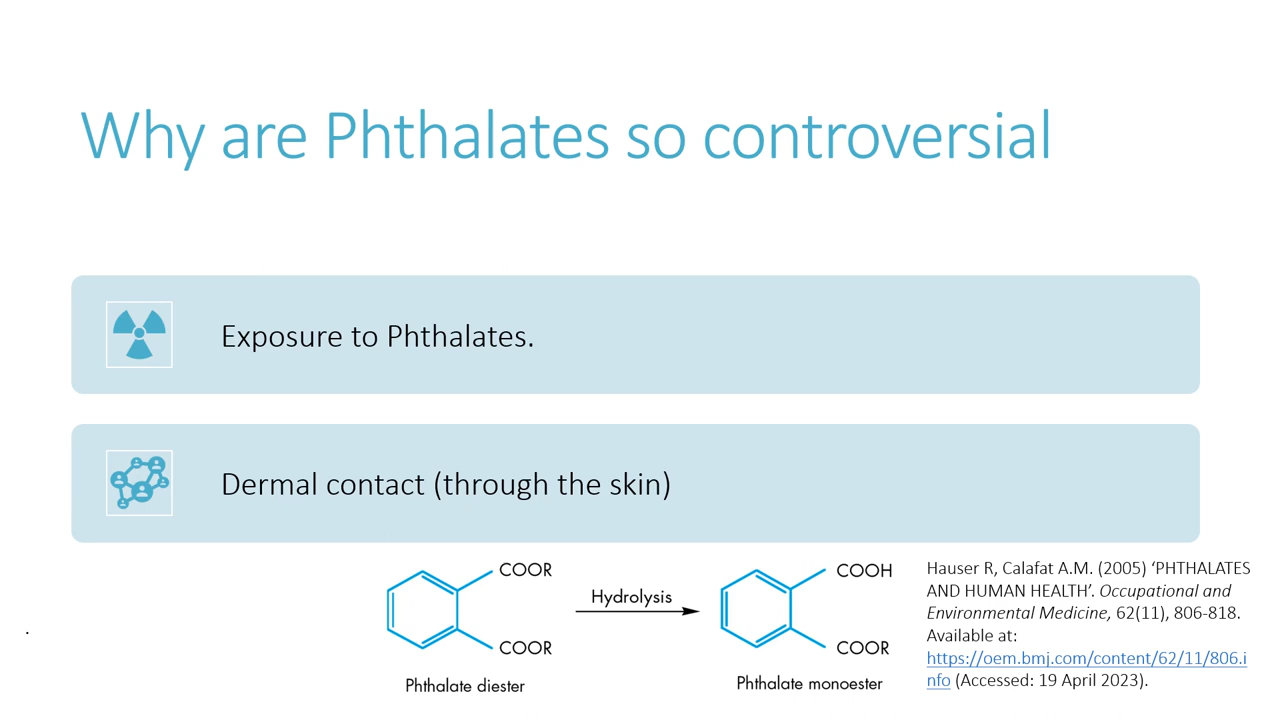 Why are Phthalates so controversial
Exposure to Phthalates.
Dermal contact (through the skin)
COOR
COOR
Phthalate diester
Hydrolysis
COOH
COOR
Phthalate monoester
Hauser R, Calafat A.M. (2005) ‘PHTHALATES
AND HUMAN HEALTH’. Occupational and
Environmental Medicine, 62(11), 806-818.
Available at:
https://oem.bmj.com/content/62/11/806.i
nfo (Accessed: 19 April 2023).
.